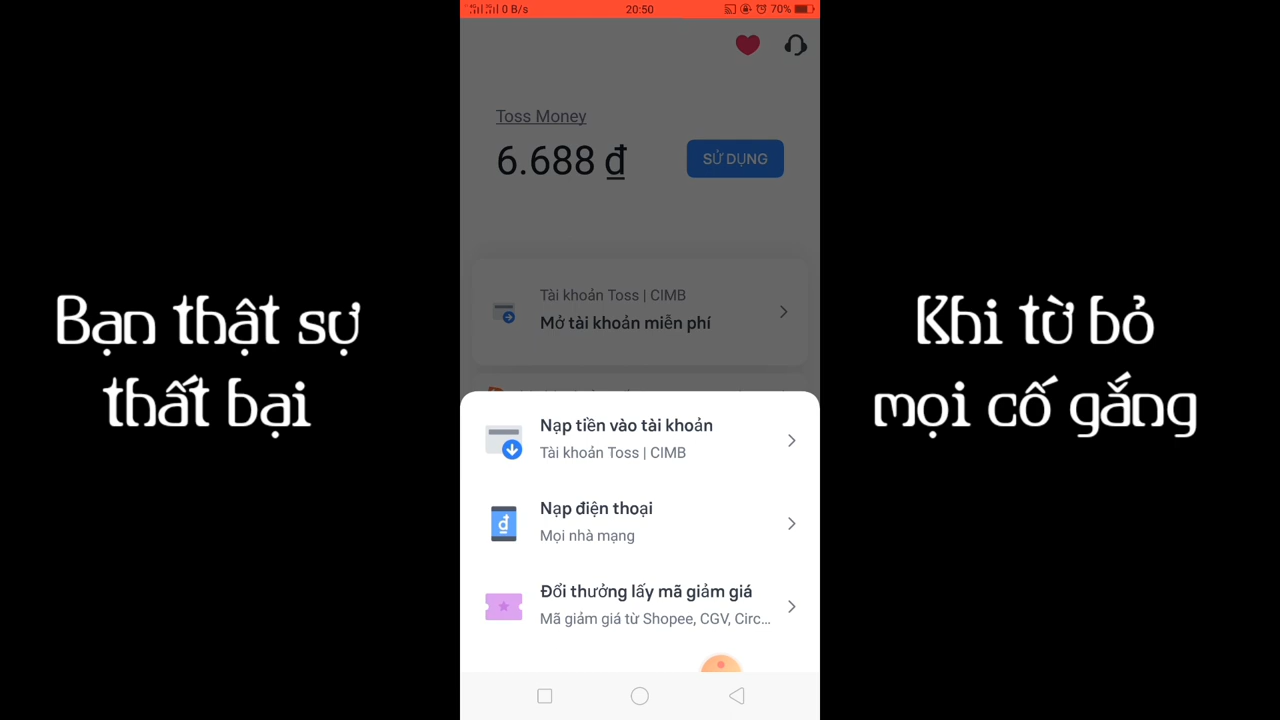 0 B/s
20:50
70%
Toss Money
6.688 ₫
SỬ DỤNG
Tài khoản Toss | CIMB
Mở tài khoản miễn phí
Nạp tiền vào tài khoản
Tài khoản Toss | CIMB
Nạp điện thoại
Mọi nhà mạng
Đổi thưởng lấy mã giảm giá
Mã giảm giá từ Shopee, CGV, Circ...
Bạn thật sự
thất bại
Khi từ bỏ
mọi cố gắng